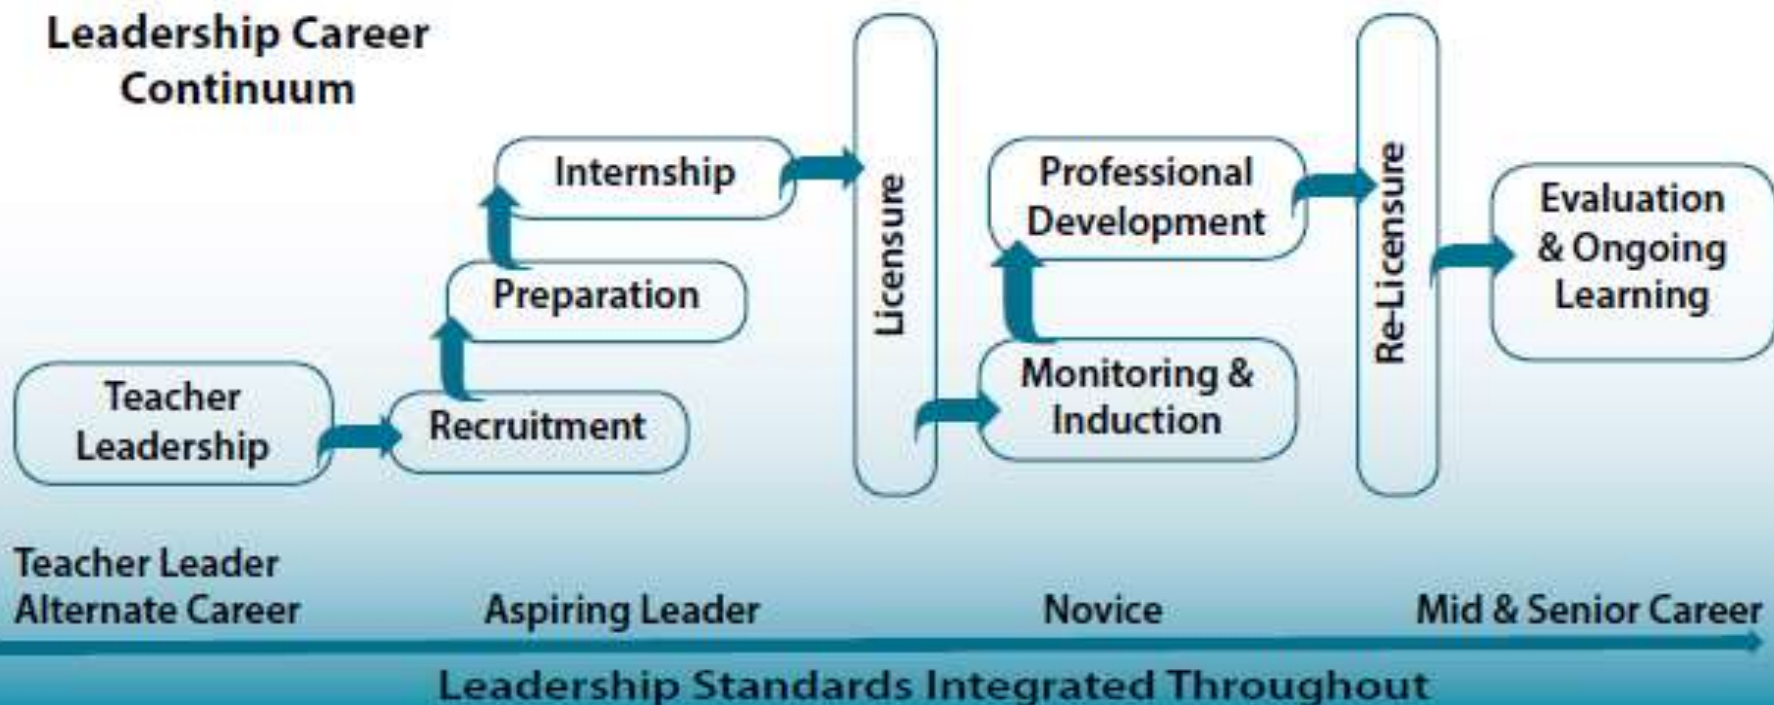 Leadership Career
Continuum
Teacher
Leadership
Recruitment
Preparation
Internship
Licensure
Monitoring &
Induction
Professional
Development
Re-Licensure
Evaluation
& Ongoing
Learning
Teacher Leader
Alternate Career
Aspiring Leader
Novice
Mid & Senior Career
Leadership Standards Integrated Throughout